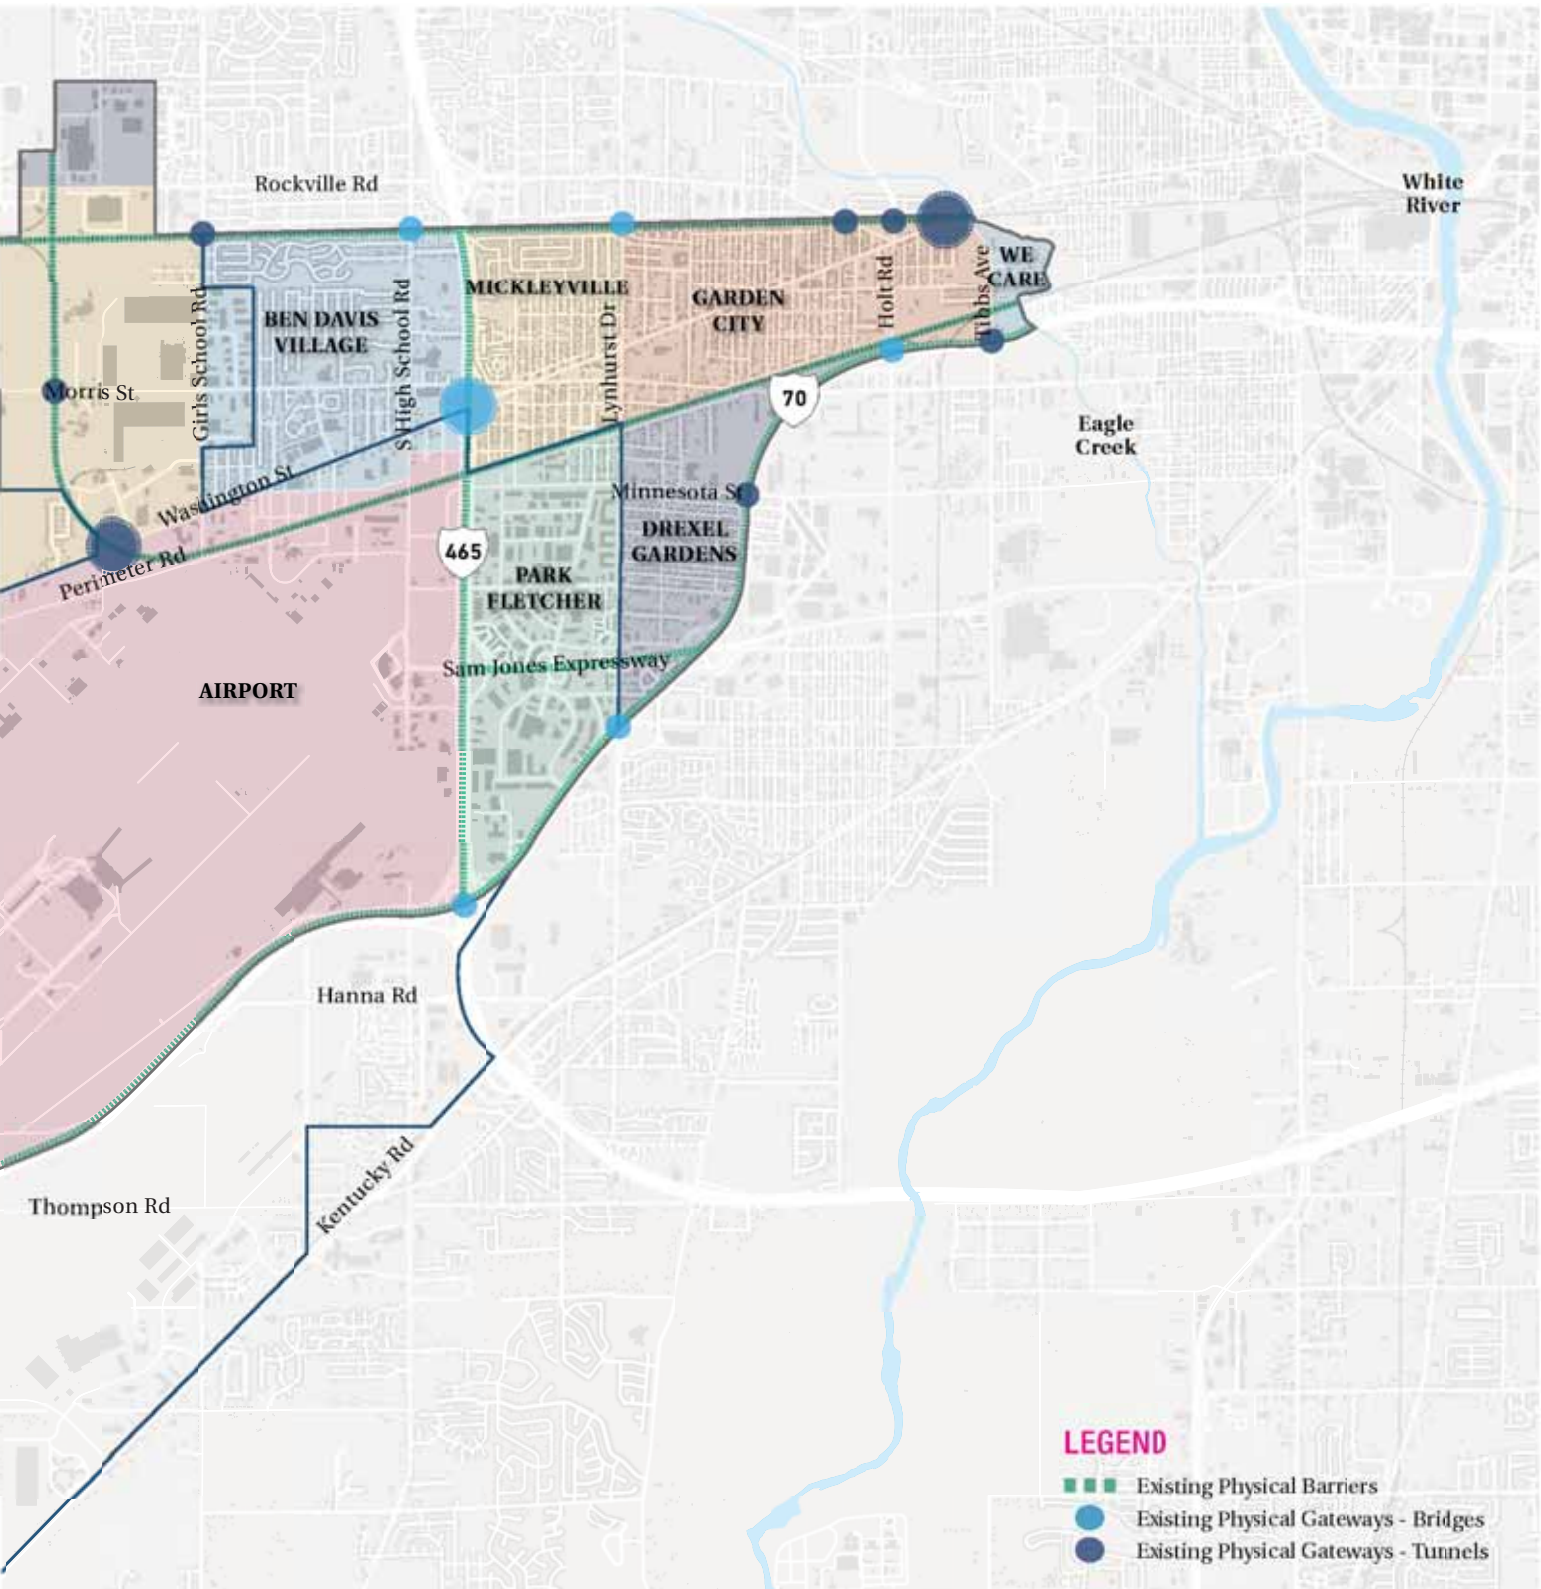 Rockville Rd
White
River
WE
CARE
Tibbs Ave
Holt Rd
MICKLEYVILLE
GARDEN
CITY
BEN DAVIS
VILLAGE
Girls School Rd
S High School Rd
Lynhurst Dr
Morris St
70
Eagle
Creek
Washington St
Minnesota St
DREXEL
GARDENS
465
Perimeter Rd
PARK
FLETCHER
Sam Jones Expressway
AIRPORT
Hanna Rd
Kentucky Rd
Thompson Rd
LEGEND
Existing Physical Barriers
Existing Physical Gateways - Bridges
Existing Physical Gateways - Tunnels